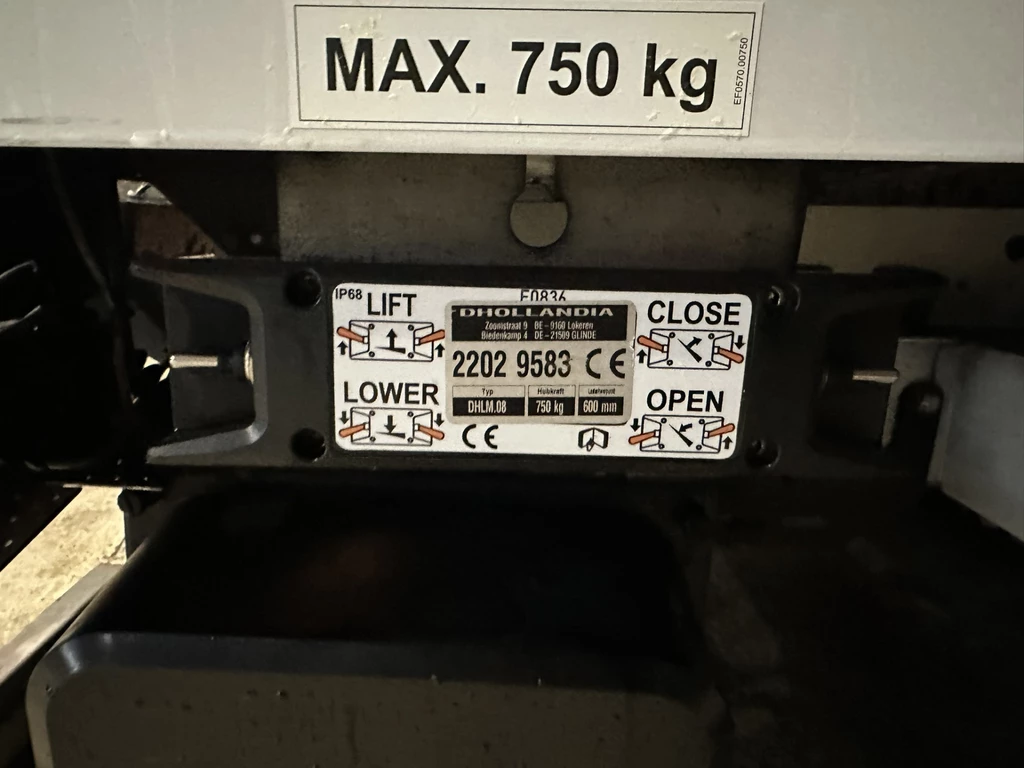 MAX. 750 kg
EF0570.00750
IP68
LIFT
E0836
CLOSE
DHOLLANDIA
Zoomstraat 9 BE - 9160 Lokeren
Biedenkamp 4 DE - 21509 GLINDE
2202 9583 CE
LOWER
Typ Hubkraft
DHLM.08 750 kg 600 mm
OPEN
CE